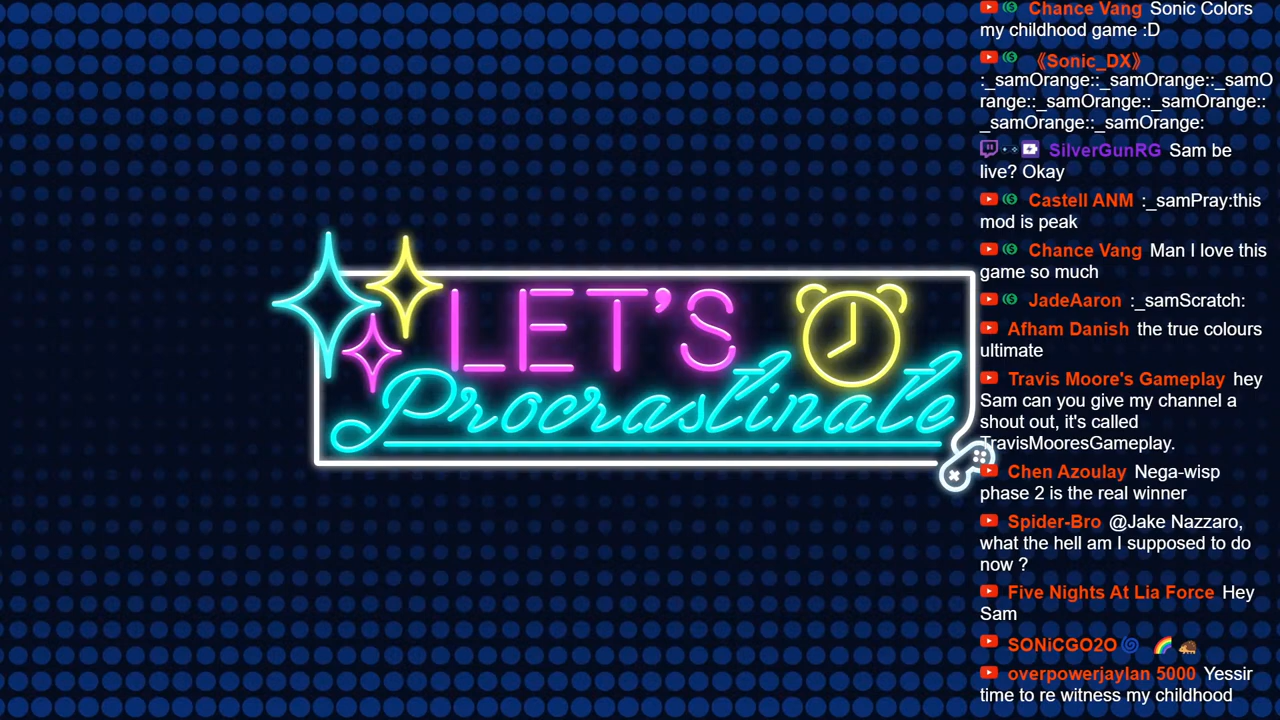 LET'S
Procrastinate
Chance Vang Sonic Colors
my childhood game :D
《Sonic_DX》
:_samOrange::_samOrange::_samO
range::_samOrange::_samOrange::
_samOrange::_samOrange:
SilverGunRG Sam be
live? Okay
Castell ANM :_samPray:this
mod is peak
Chance Vang Man I love this
game so much
JadeAaron :_samScratch:
Afham Danish the true colours
ultimate
Travis Moore's Gameplay hey
Sam can you give my channel a
shout out, it's called
TravisMooresGameplay.
Chen Azoulay Nega-wisp
phase 2 is the real winner
Spider-Bro @Jake Nazzaro,
what the hell am I supposed to do
now ?
Five Nights At Lia Force Hey
Sam
SONiCGO2O🌀 🌈 🦔
overpowerjaylan 5000 Yessir
time to re witness my childhood